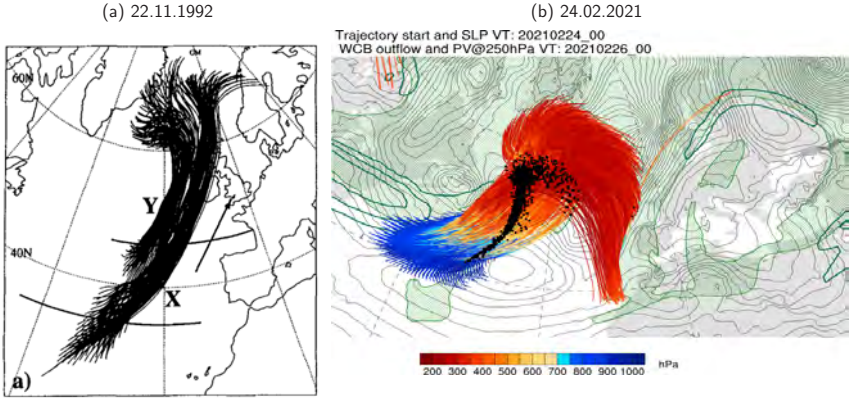 (a) 22.11.1992
(b) 24.02.2021
Trajectory start and SLP VT: 20210224_00
WCB outflow and PV@250hPa VT: 20210226_00
GM
60N
Y
40N
X
a)
200 300 400 500 600 700 800 900 1000 hPa